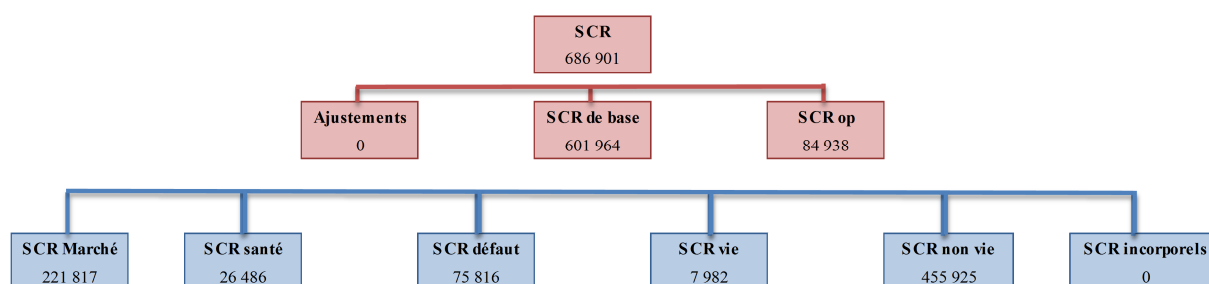 SCR
686 901
Ajustements
0
SCR de base
601 964
SCR op
84 938
SCR Marché
221 817
SCR santé
26 486
SCR défaut
75 816
SCR vie
7 982
SCR non vie
455 925
SCR incorporels
0